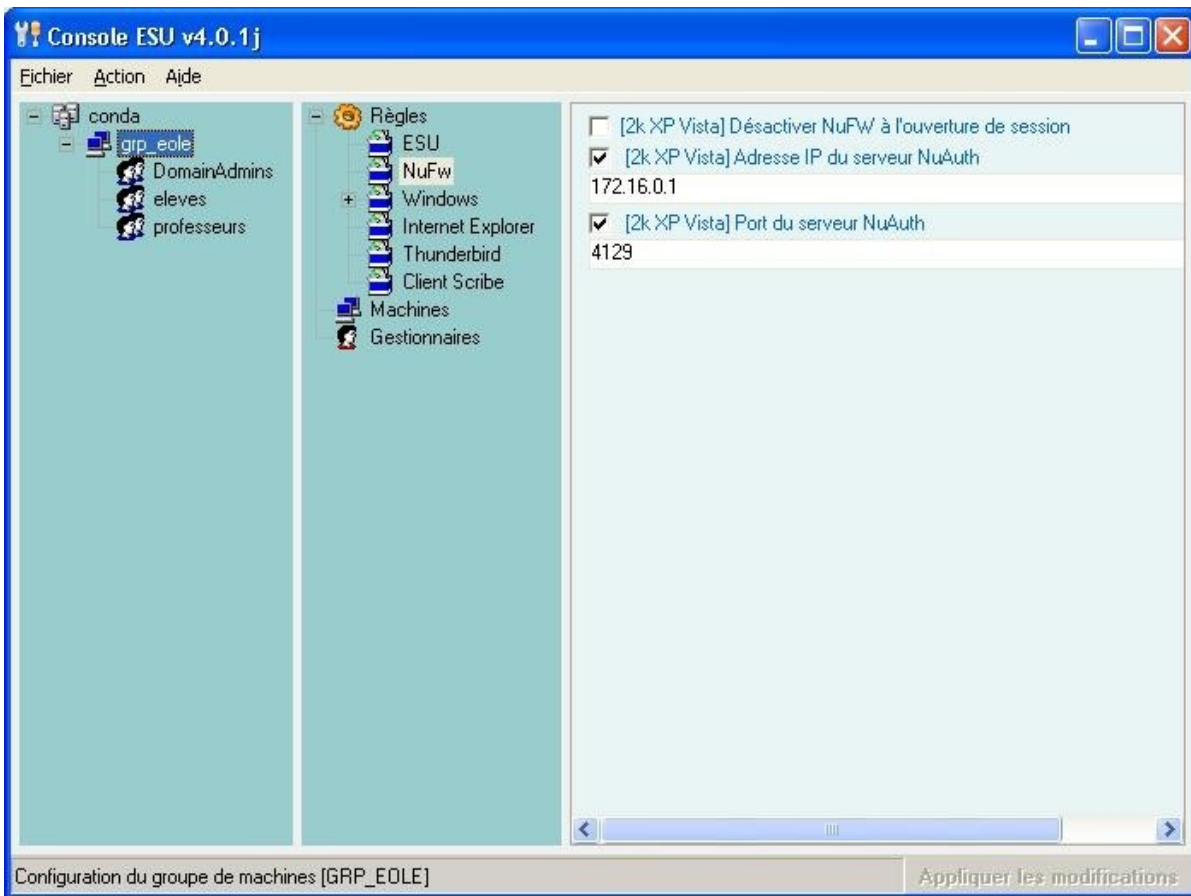 Console ESU v4.0.1j
Fichier Action Aide
conda
grp_eole
DomainAdmins
eleves
professeurs
Règles
ESU
NuFw
Windows
Internet Explorer
Thunderbird
Client Scribe
Machines
Gestionnaires
[2k XP Vista] Désactiver NuFW à l'ouverture de session
[2k XP Vista] Adresse IP du serveur NuAuth
172.16.0.1
[2k XP Vista] Port du serveur NuAuth
4129
Configuration du groupe de machines [GRP_EOLE]
Appliquer les modifications